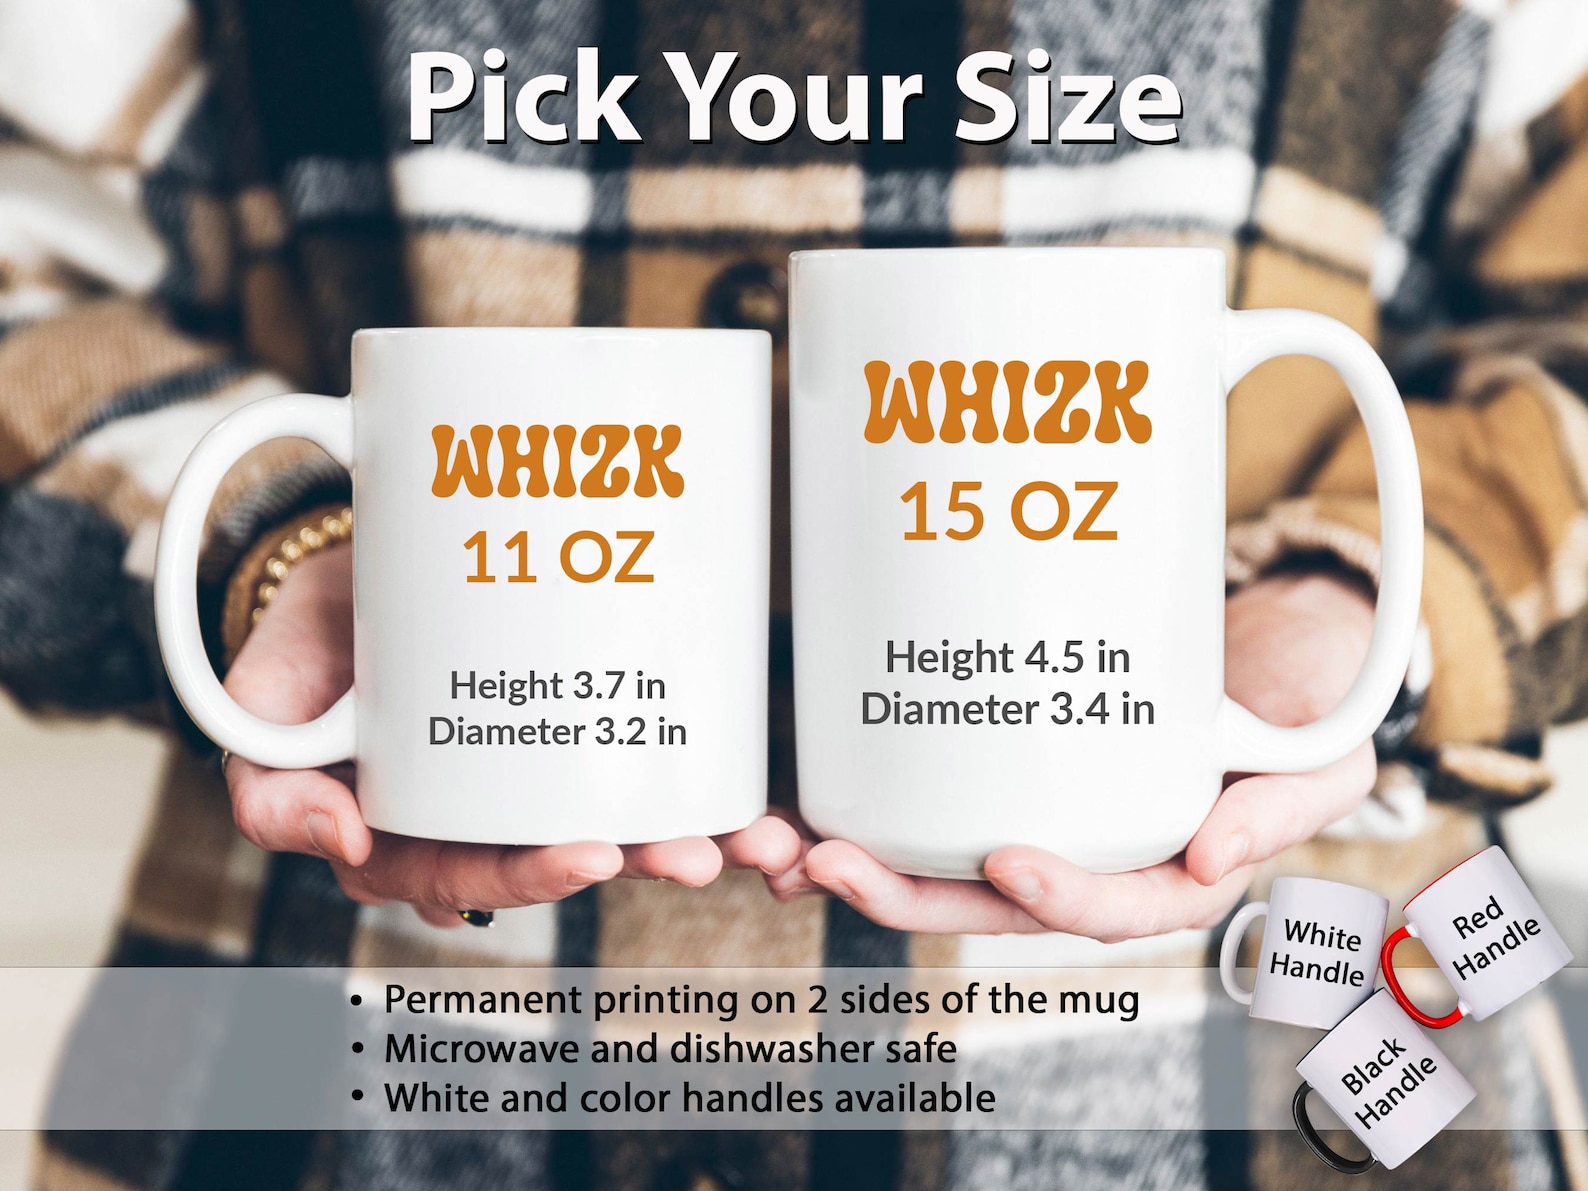 Pick Your Size
WHIZK
11 OZ
Height 3.7 in
Diameter 3.2 in
WHIZK
15 OZ
Height 4.5 in
Diameter 3.4 in
• Permanent printing on 2 sides of the mug
• Microwave and dishwasher safe
• White and color handles available
White
Handle
Red
Handle
Black
Handle